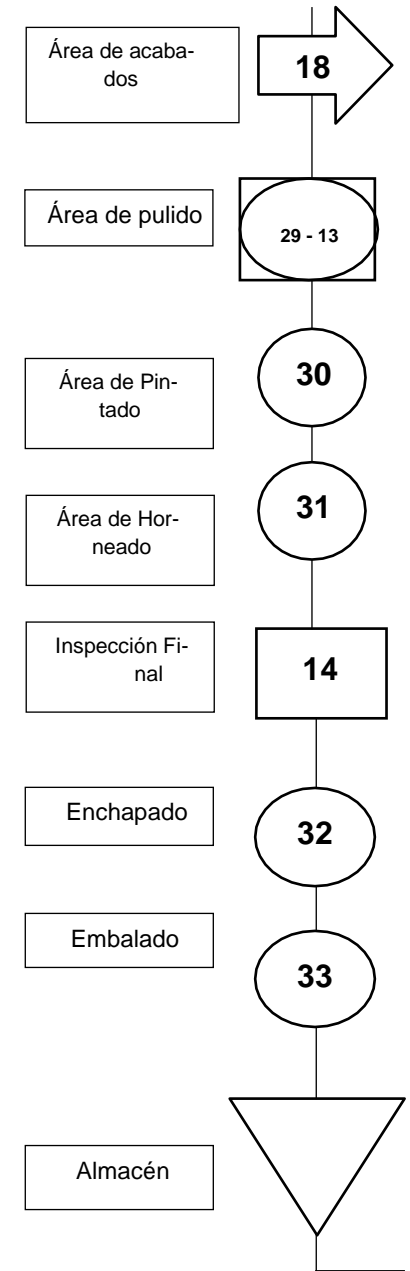 Área de acaba-
dos
18
Área de pulido
29 - 13
Área de Pin-
tado
30
Área de Hor-
neado
31
Inspección Fi-
nal
14
Enchapado
32
Embalado
33
Almacén